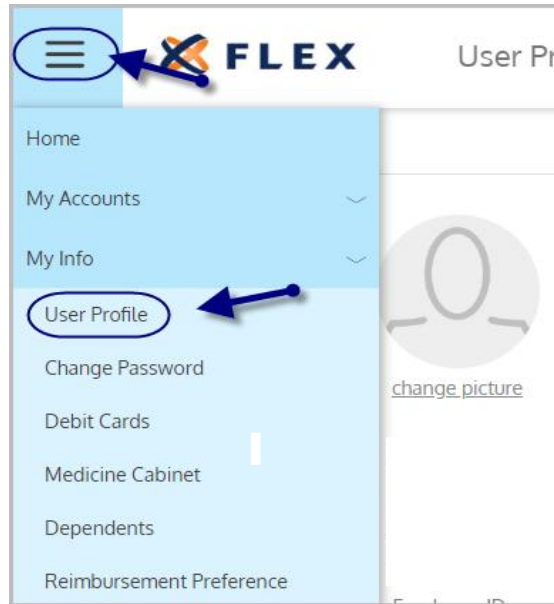 FLEX
User Pr
Home
My Accounts
My Info
User Profile
Change Password
change picture
Debit Cards
Medicine Cabinet
Dependents
Reimbursement Preference